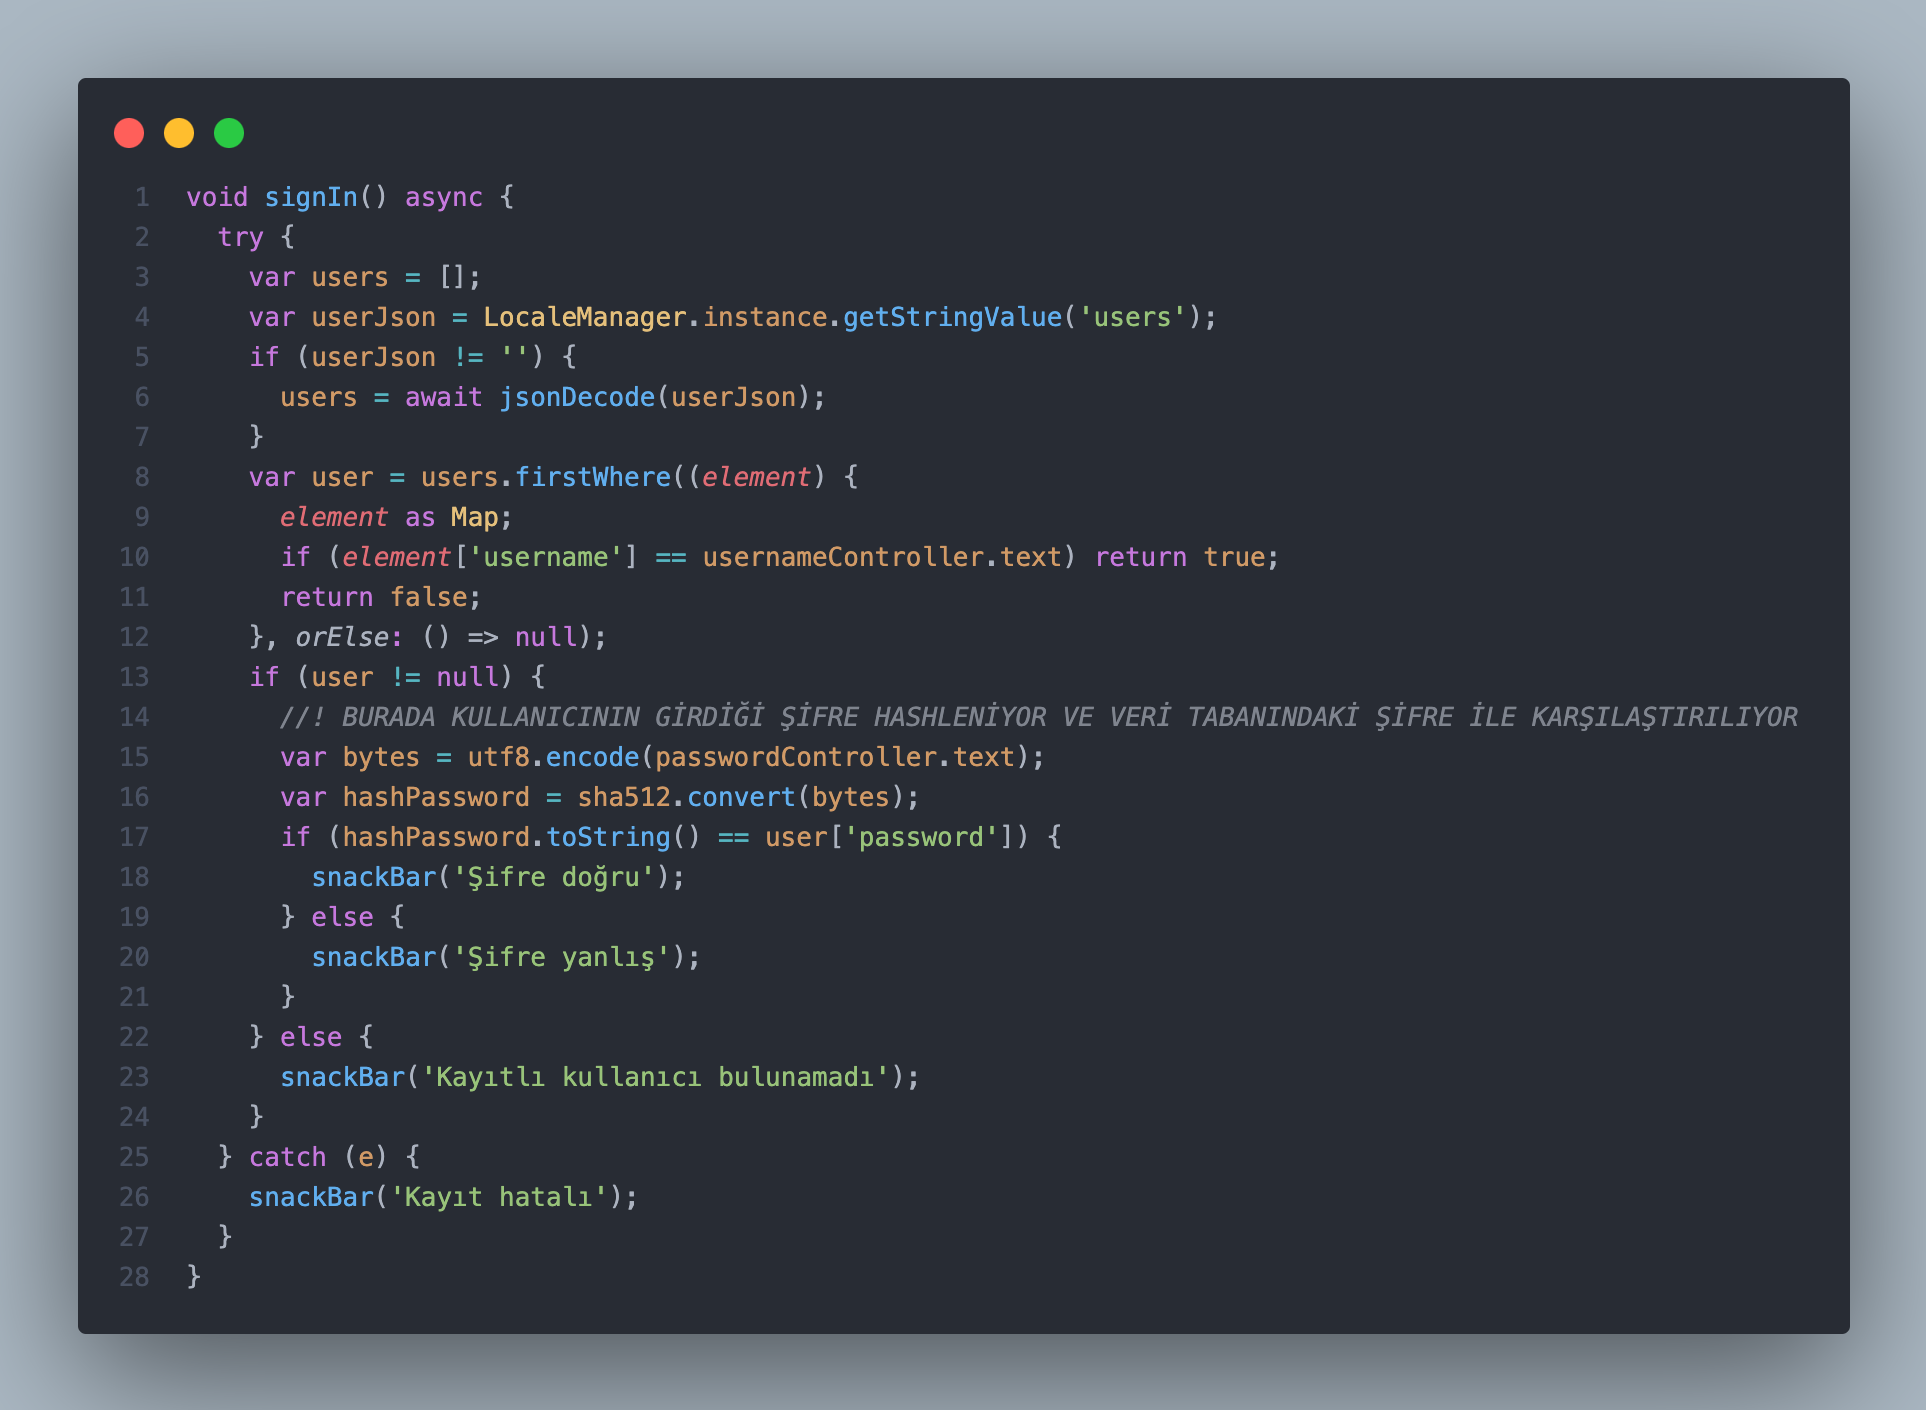 1 void signIn() async {
2 try {
3 var users = [];
4 var userJson = LocaleManager.instance.getStringValue('users');
5 if (userJson != '') {
6 users = await jsonDecode(userJson);
7 }
8 var user = users.firstWhere((element) {
9 element as Map;
10 if (element['username'] == usernameController.text) return true;
11 return false;
12 }, orElse: () => null);
13 if (user != null) {
14 //! BURADA KULLANICININ GİRDİĞİ ŞİFRE HASHLENİYOR VE VERİ TABANINDAKİ ŞİFRE İLE KARŞILAŞTIRILIYOR
15 var bytes = utf8.encode(passwordController.text);
16 var hashPassword = sha512.convert(bytes);
17 if (hashPassword.toString() == user['password']) {
18 snackBar('Şifre doğru');
19 } else {
20 snackBar('Şifre yanlış');
21 }
22 } else {
23 snackBar('Kayıtlı kullanıcı bulunamadı');
24 }
25 } catch (e) {
26 snackBar('Kayıt hatalı');
27 }
28 }